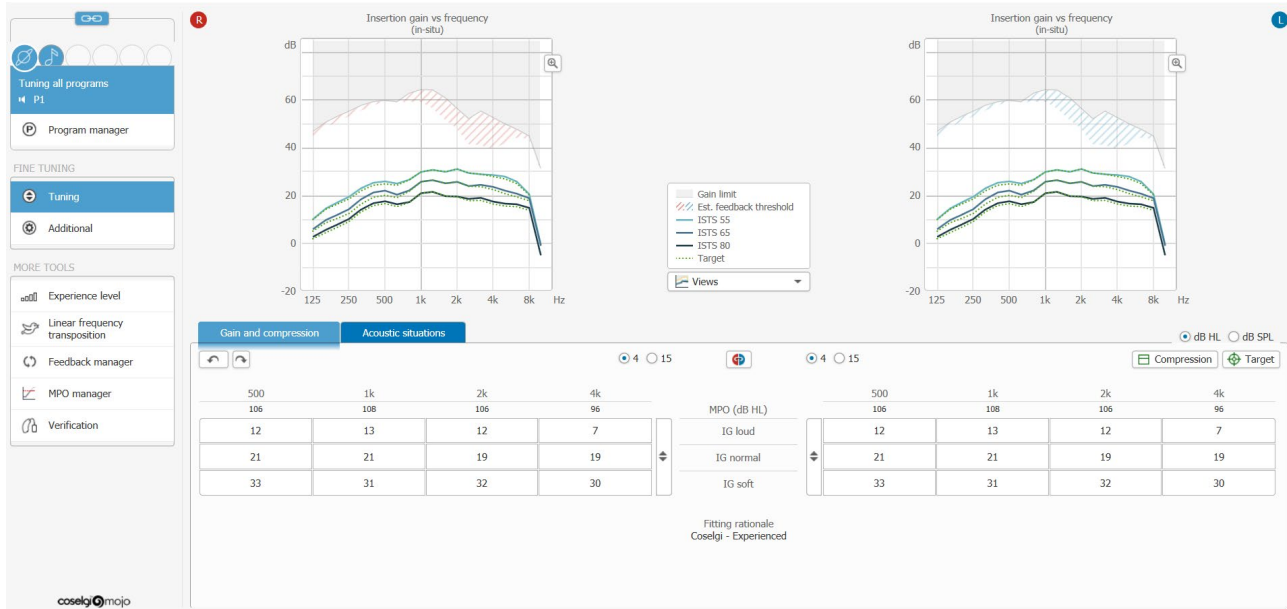 Tuning all programs
P1
P Program manager
FINE TUNING
Tuning
Additional
MORE TOOLS
Experience level
Linear frequency
transposition
Feedback manager
MPO manager
Verification
coselgi mojo
R
Insertion gain vs frequency
(in-situ)
dB
60
40
20
0
-20
125 250 500 1k 2k 4k 8k Hz
Gain limit
Est. feedback threshold
ISTS 55
ISTS 65
ISTS 80
Target
Views
L
Insertion gain vs frequency
(in-situ)
dB
60
40
20
0
-20
125 250 500 1k 2k 4k 8k Hz
Gain and compression Acoustic situations
dB HL dB SPL
4 15 4 15 Compression Target
500 1k 2k 4k 500 1k 2k 4k
106 108 106 96 MPO (dB HL) 106 108 106 96
12 13 12 7 IG loud 12 13 12 7
21 21 19 19 IG normal 21 21 19 19
33 31 32 30 IG soft 33 31 32 30
Fitting rationale
Coselgi - Experienced